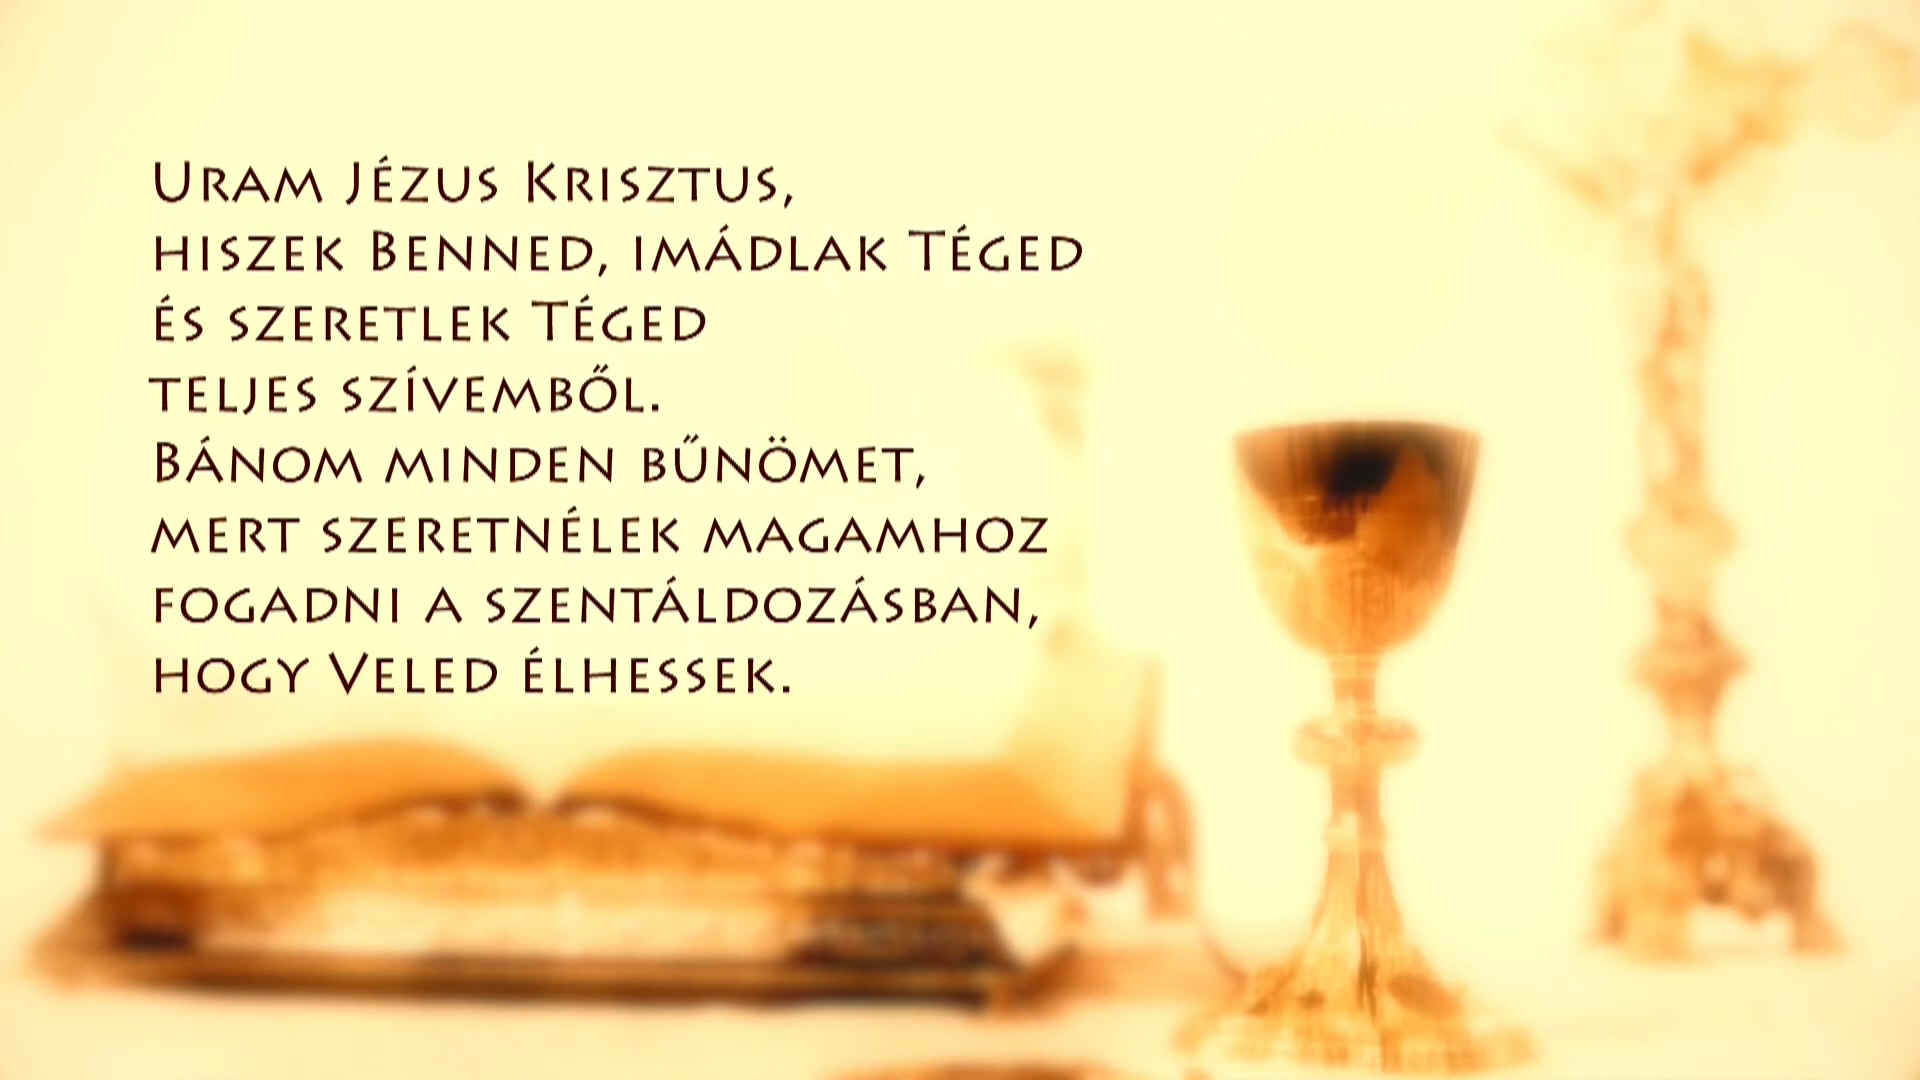 Uram Jézus Krisztus,
hiszek Benned, imádlak Téged
és szeretlek Téged
teljes szívemből.
Bánom minden bűnömet,
mert szeretnélek magamhoz
fogadni a szentáldozásban,
hogy Veled élhessek.